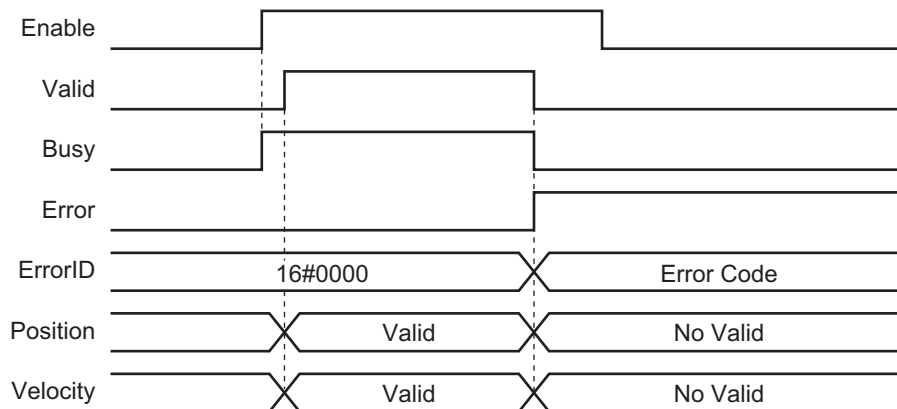 Enable
Valid
Busy
Error
ErrorID 16#0000 Error Code
Position Valid No Valid
Velocity Valid No Valid